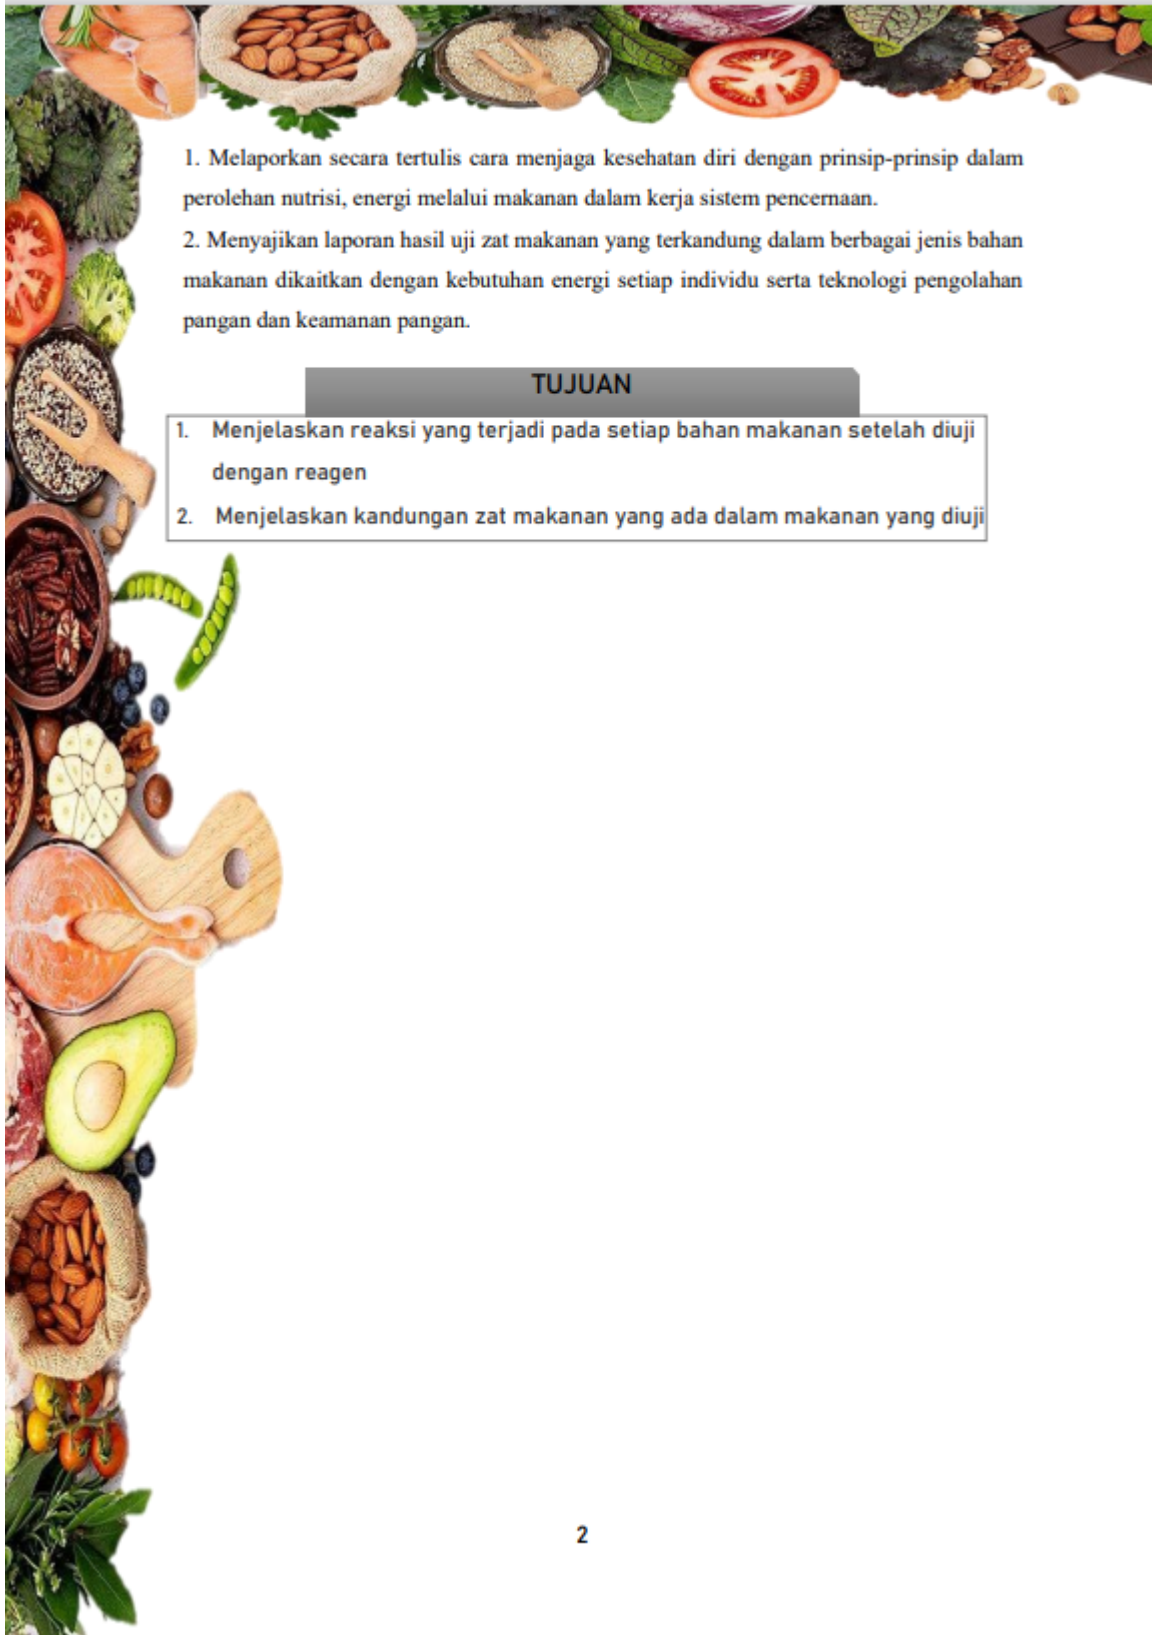 1. Melaporkan secara tertulis cara menjaga kesehatan diri dengan prinsip-prinsip dalam
perolehan nutrisi, energi melalui makanan dalam kerja sistem pencernaan.
2. Menyajikan laporan hasil uji zat makanan yang terkandung dalam berbagai jenis bahan
makanan dikaitkan dengan kebutuhan energi setiap individu serta teknologi pengolahan
pangan dan keamanan pangan.
TUJUAN
1. Menjelaskan reaksi yang terjadi pada setiap bahan makanan setelah diuji
dengan reagen
2. Menjelaskan kandungan zat makanan yang ada dalam makanan yang diuji
2